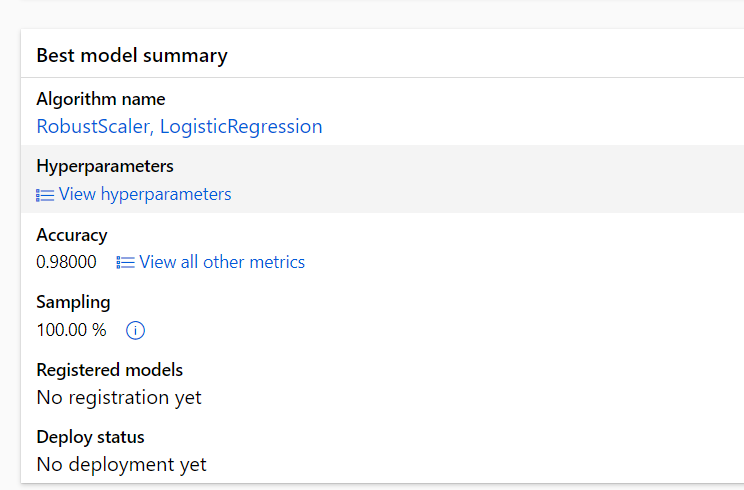 Best model summary
Algorithm name
RobustScaler, LogisticRegression
Hyperparameters
View hyperparameters
Accuracy
0.98000 View all other metrics
Sampling
100.00 %
Registered models
No registration yet
Deploy status
No deployment yet